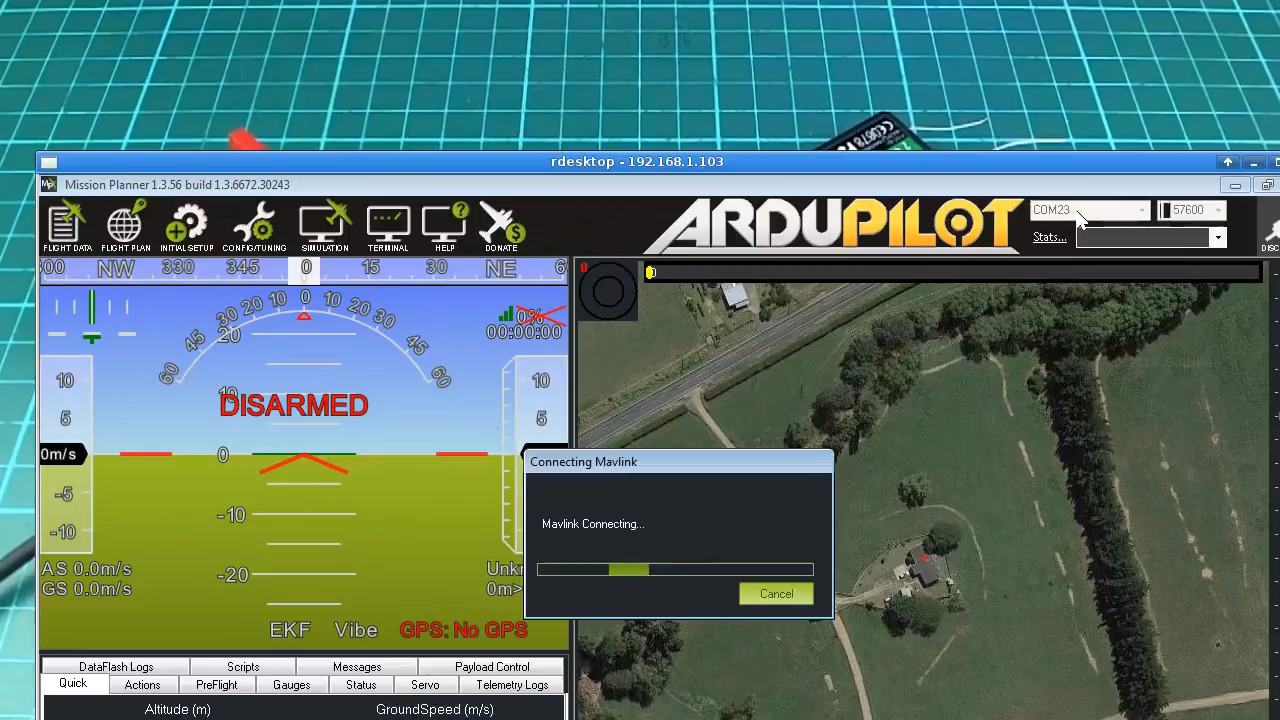 rdesktop - 192.168.1.103
Mission Planner 1.3.56 build 1.3.6672.30243
FLIGHT DATA FLIGHT PLAN INITIAL SETUP CONFIG/TUNING SIMULATION TERMINAL HELP DONATE
ARDUPILOT
COM23 57600
Stats...
NW 330 345 0 15 30 NE
60 45 30 20 10 0 10 20 30 45 60
20
0%
00:00:00
10
5
10
10
5
DISARMED
0m/s
0
-5
-10
-10
-20
AS 0.0m/s
GS 0.0m/s
0m>
EKF Vibe GPS: No GPS
0
Connecting Mavlink
Mavlink Connecting...
Cancel
DataFlash Logs Scripts Messages Payload Control
Quick Actions PreFlight Gauges Status Servo Telemetry Logs
Altitude (m) GroundSpeed (m/s)